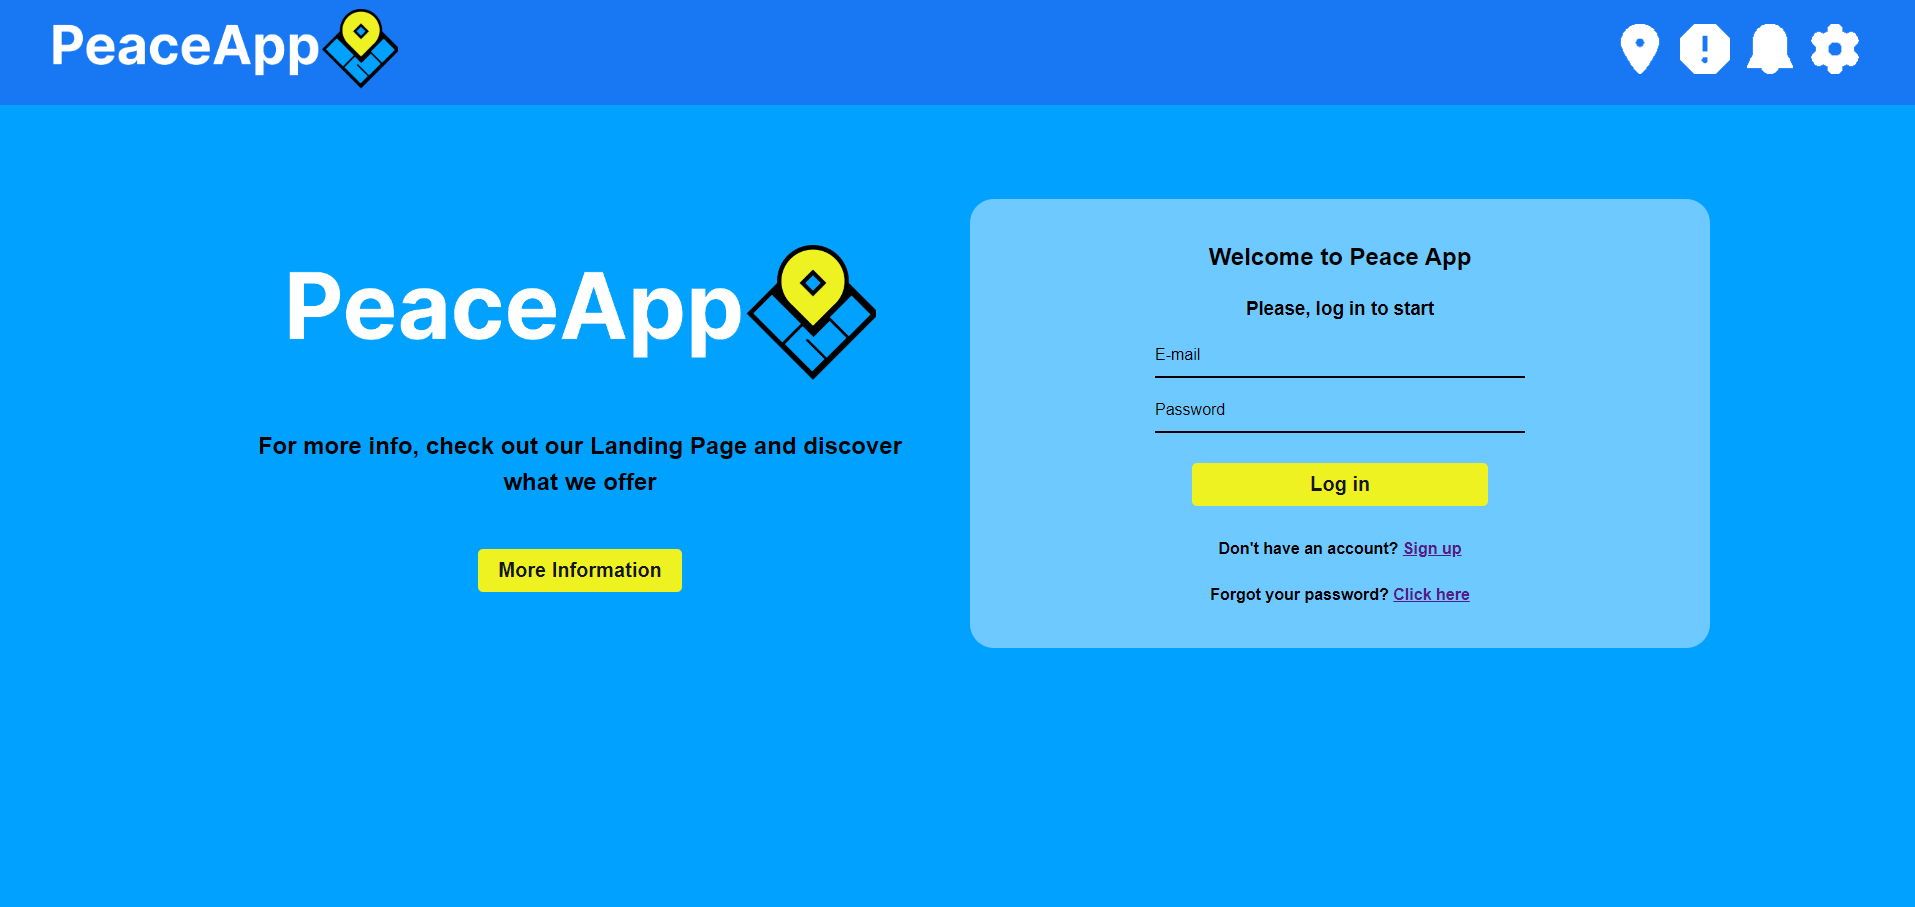 PeaceApp
PeaceApp
For more info, check out our Landing Page and discover
what we offer
More Information
Welcome to Peace App
Please, log in to start
E-mail
Password
Log in
Don't have an account? Sign up
Forgot your password? Click here